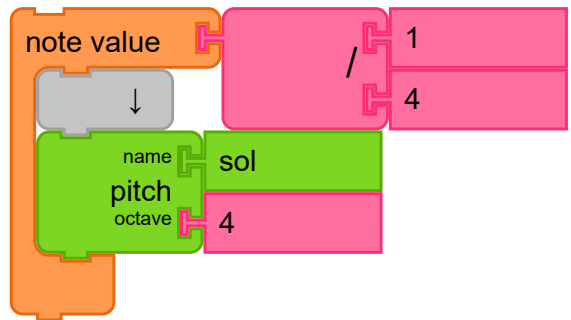 note value
1
/
4
↓
name
sol
pitch
octave
4